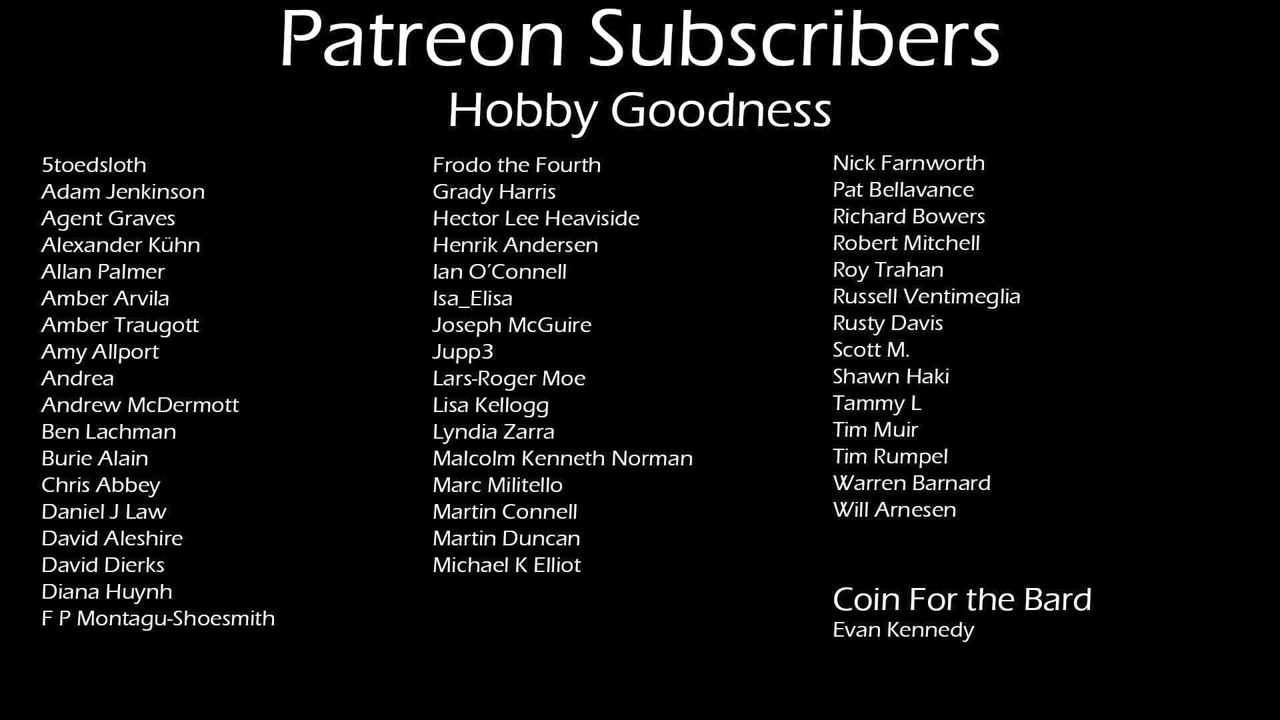 Patreon Subscribers
Hobby Goodness
5toedsloth
Adam Jenkinson
Agent Graves
Alexander Kühn
Allan Palmer
Amber Arvila
Amber Traugott
Amy Allport
Andrea
Andrew McDermott
Ben Lachman
Burie Alain
Chris Abbey
Daniel J Law
David Aleshire
David Dierks
Diana Huynh
F P Montagu-Shoesmith
Frodo the Fourth
Grady Harris
Hector Lee Heaviside
Henrik Andersen
Ian O'Connell
Isa_Elisa
Joseph McGuire
Jupp3
Lars-Roger Moe
Lisa Kellogg
Lyndia Zarra
Malcolm Kenneth Norman
Marc Militello
Martin Connell
Martin Duncan
Michael K Elliot
Nick Farnworth
Pat Bellavance
Richard Bowers
Robert Mitchell
Roy Trahan
Russell Ventimeglia
Rusty Davis
Scott M.
Shawn Haki
Tammy L
Tim Muir
Tim Rumpel
Warren Barnard
Will Arnesen
Coin For the Bard
Evan Kennedy